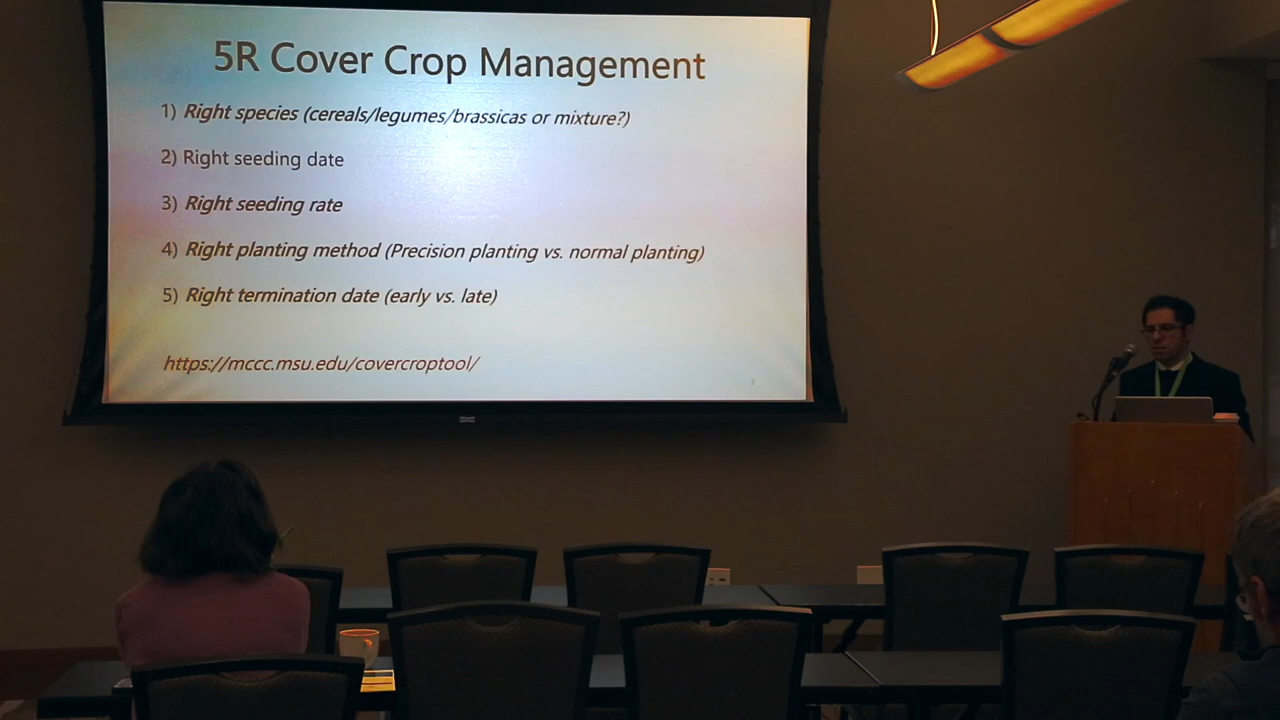 5R Cover Crop Management
1) Right species (cereals/legumes/brassicas or mixture?)
2) Right seeding date
3) Right seeding rate
4) Right planting method (Precision planting vs. normal planting)
5) Right termination date (early vs. late)
https://mccc.msu.edu/covercroptool/